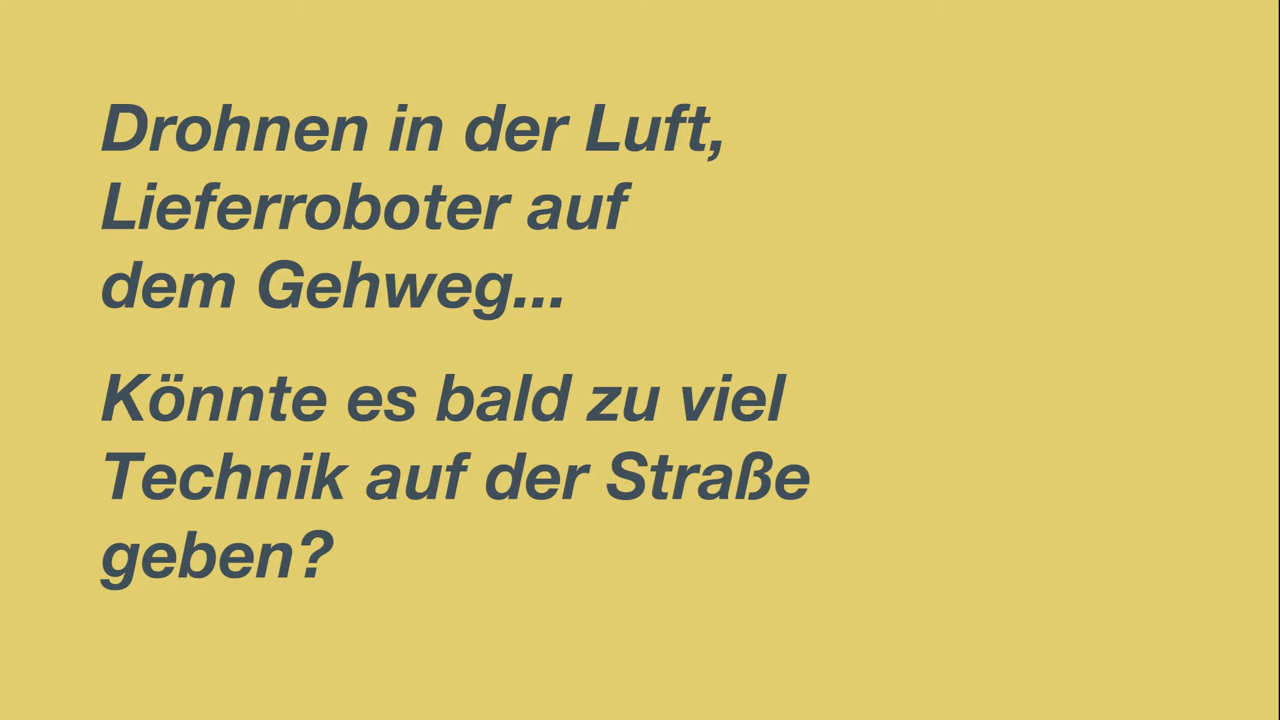 Drohnen in der Luft,
Lieferroboter auf
dem Gehweg...
Könnte es bald zu viel
Technik auf der Straße
geben?